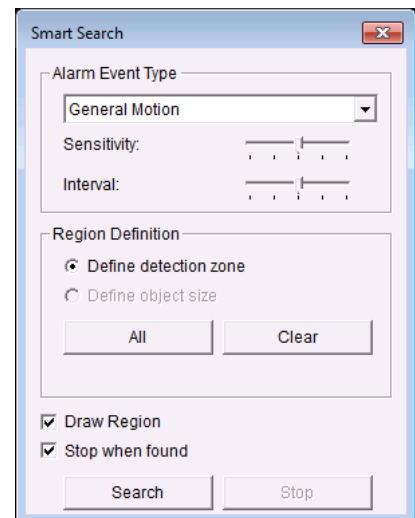 Smart Search
Alarm Event Type
General Motion
Sensitivity:
Interval:
Region Definition
Define detection zone
Define object size
All Clear
Draw Region
Stop when found
Search Stop